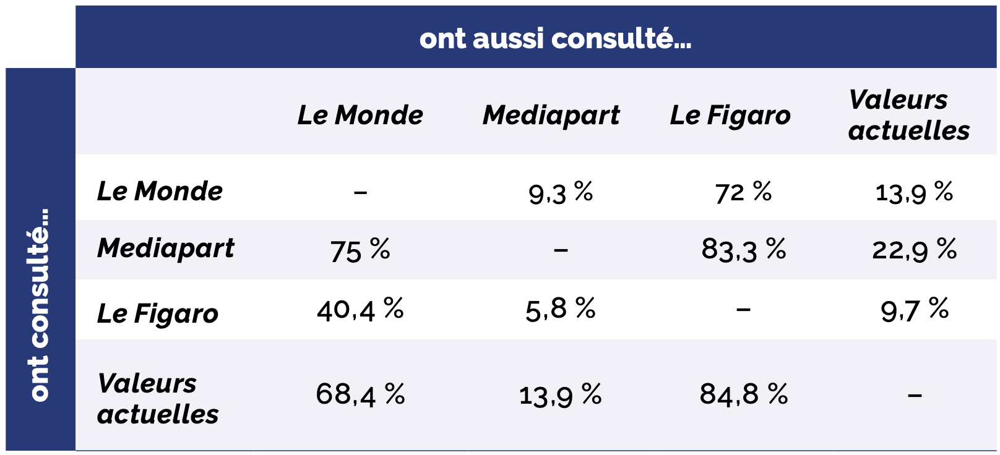 ont aussi consulté…
ont consulté…
Le Monde Mediapart Le Figaro Valeurs
actuelles
Le Monde – 9,3 % 72 % 13,9 %
Mediapart 75 % – 83,3 % 22,9 %
Le Figaro 40,4 % 5,8 % – 9,7 %
Valeurs
actuelles 68,4 % 13,9 % 84,8 % –